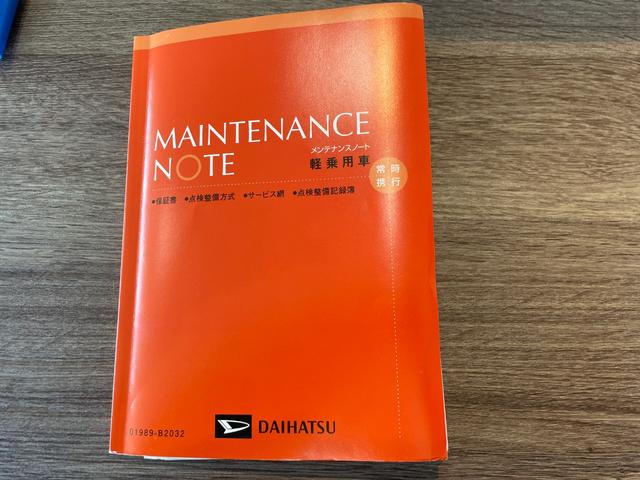 MAINTENANCE
NOTE
メンテナンスノート
軽乗用車
常時
携行
●保証書 ●点検整備方式 ●サービス網 ●点検整備記録簿
01989-B2032
DAIHATSU